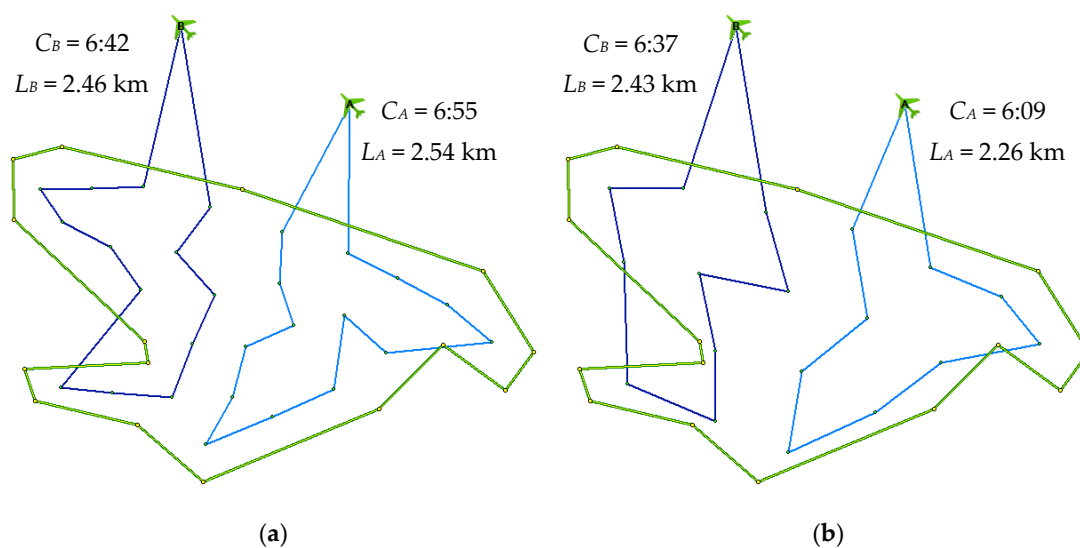 B
C_B = 6:42
L_B = 2.46 km
A
C_A = 6:55
L_A = 2.54 km
(a)
B
C_B = 6:37
L_B = 2.43 km
A
C_A = 6:09
L_A = 2.26 km
(b)